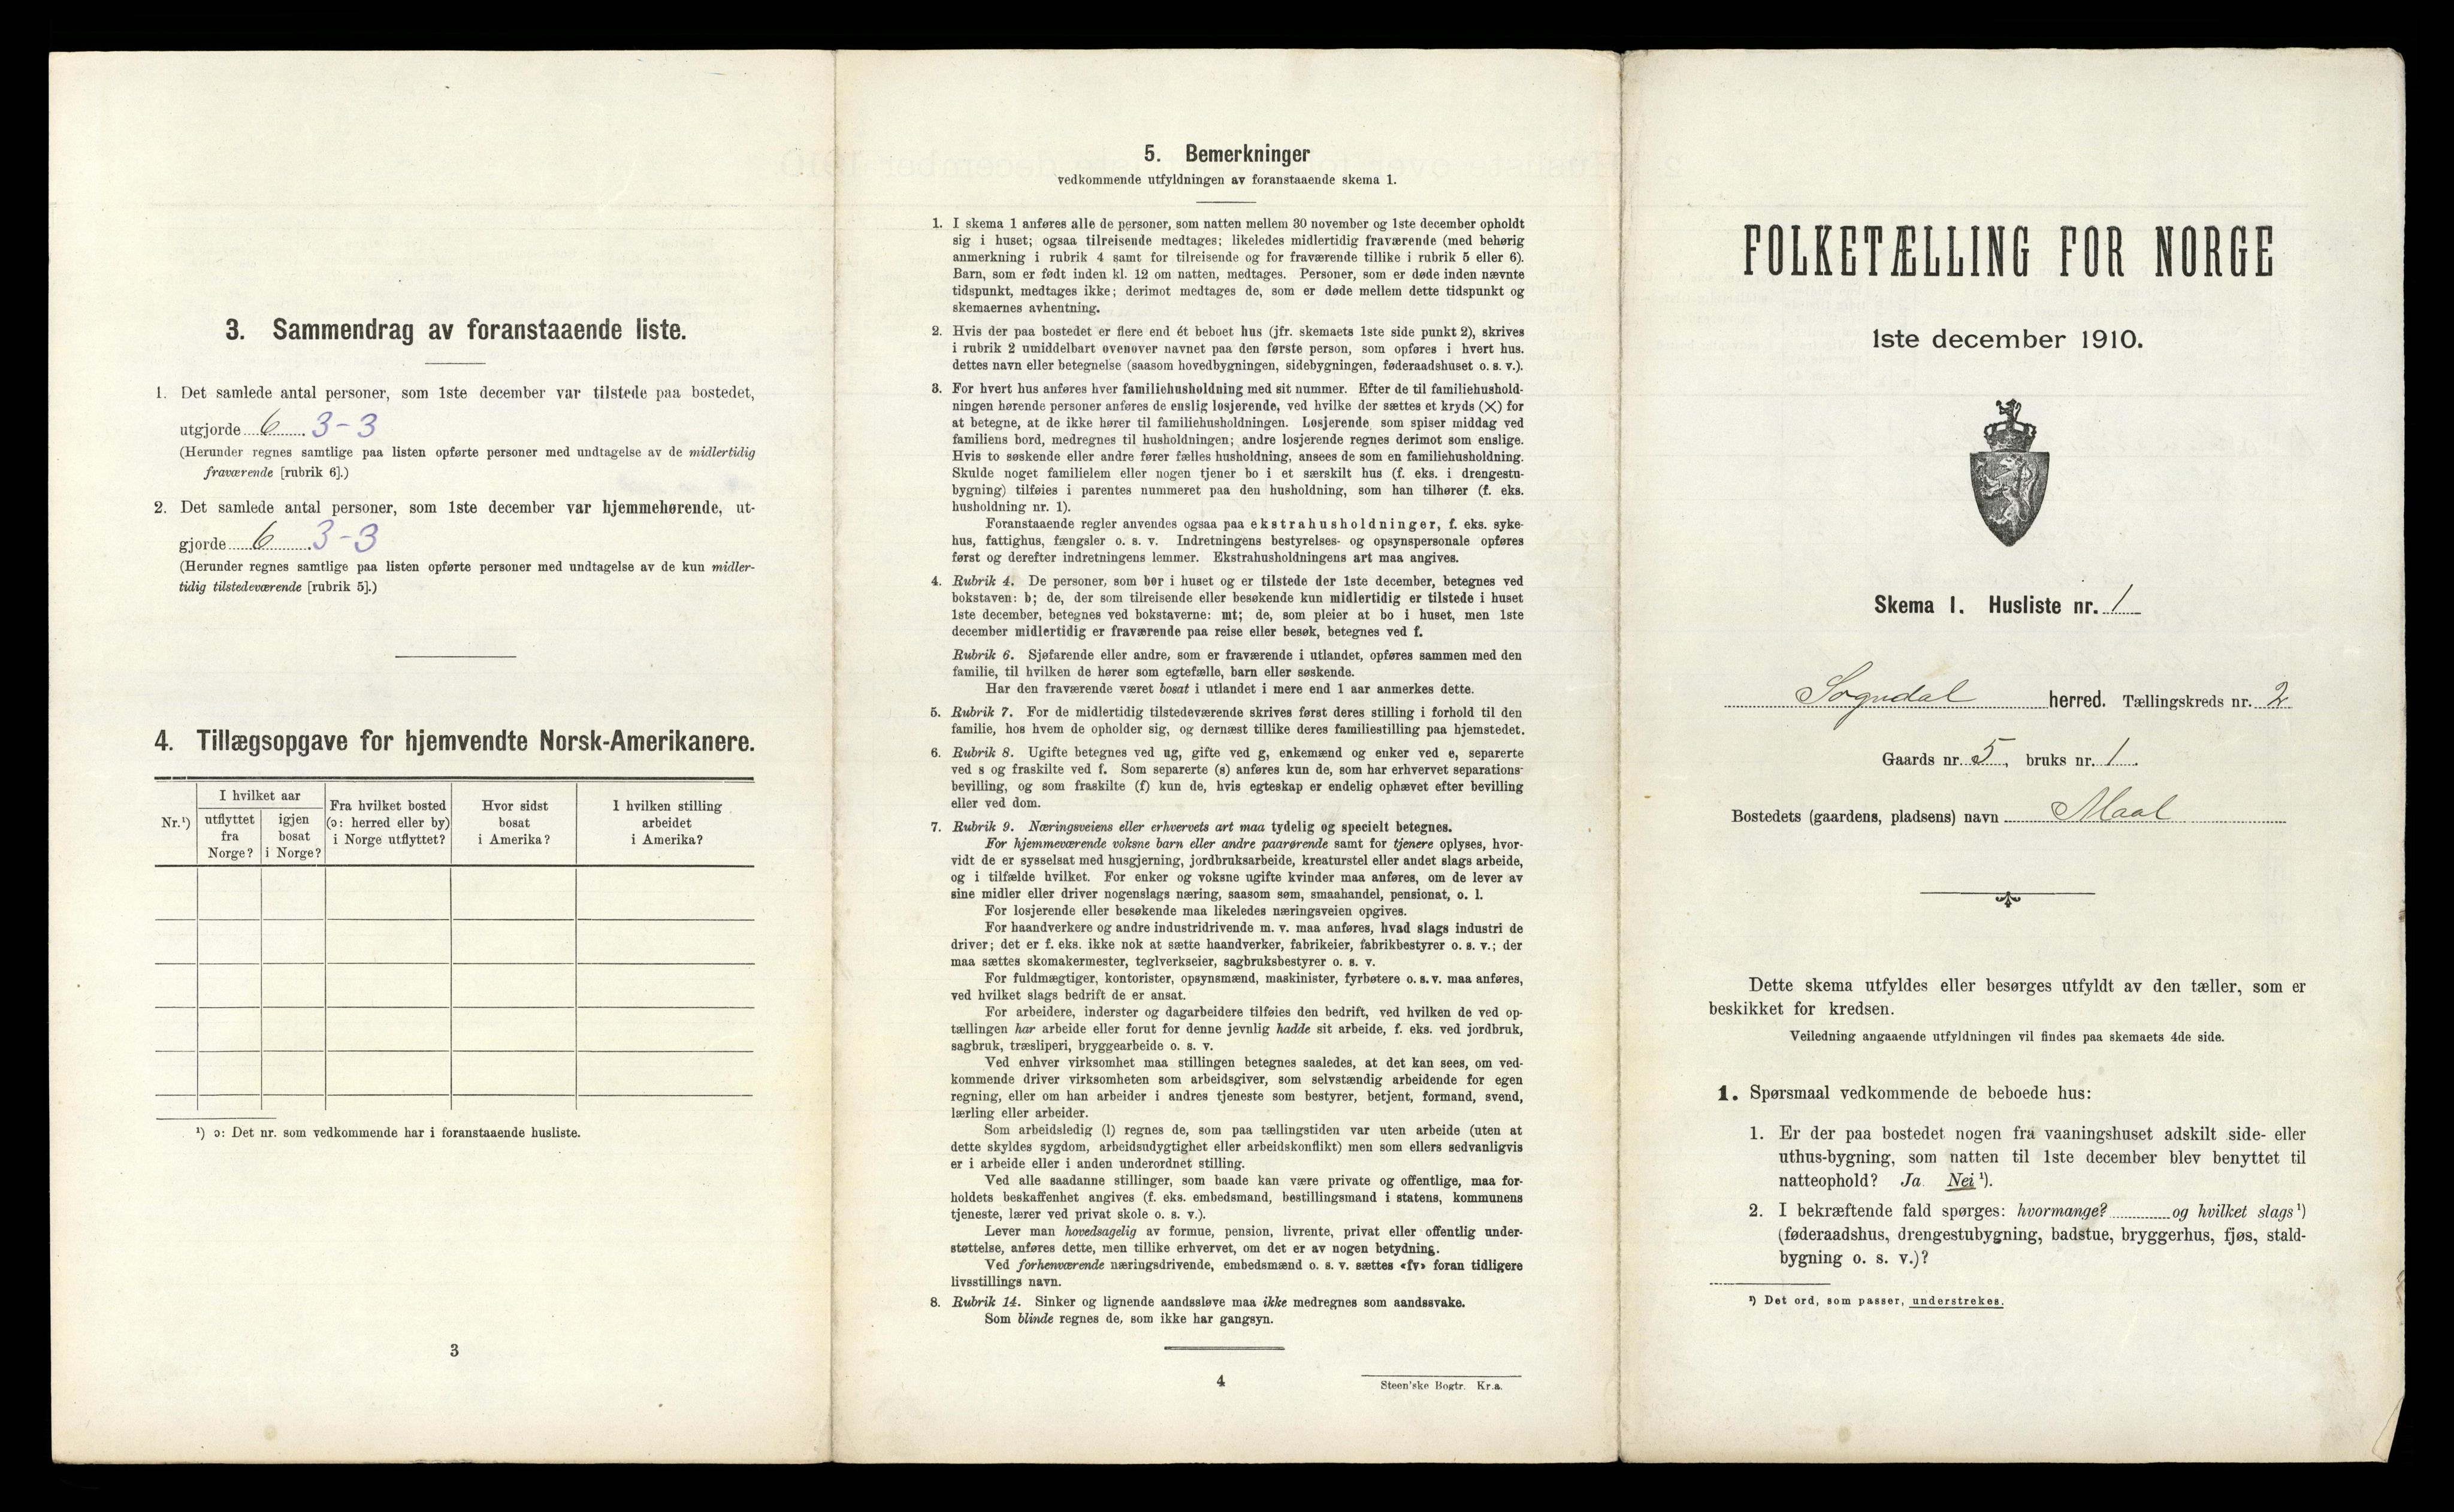 3. Sammendrag av foranstaaende liste.
1. Det samlede antal personer, som 1ste december var tilstede paa bostedet,
utgjorde 6 . 3-3
(Herunder regnes samtlige paa listen opførte personer med undtagelse av de midlertidig
fraværende [rubrik 6].)
2. Det samlede antal personer, som 1ste december var hjemmehørende, ut-
gjorde 6 . 3-3
(Herunder regnes samtlige paa listen opførte personer med undtagelse av de kun midler-
tidig tilstedeværende [rubrik 5].)
4. Tillægsopgave for hjemvendte Norsk-Amerikanere.
Nr.¹)
I hvilket aar
utflyttet
fra
Norge?
igjen
bosat
i Norge?
Fra hvilket bosted
(ɔ: herred eller by)
i Norge utflyttet?
Hvor sidst
bosat
i Amerika?
I hvilken stilling
arbeidet
i Amerika?
¹) ɔ: Det nr. som vedkommende har i foranstaaende husliste.
3
5. Bemerkninger
vedkommende utfyldningen av foranstaaende skema 1.
1. I skema 1 anføres alle de personer, som natten mellem 30 november og 1ste december opholdt
sig i huset; ogsaa tilreisende medtages; likeledes midlertidig fraværende (med behørig
anmerkning i rubrik 4 samt for tilreisende og for fraværende tillike i rubrik 5 eller 6).
Barn, som er født inden kl. 12 om natten, medtages. Personer, som er døde inden nævnte
tidspunkt, medtages ikke; derimot medtages de, som er døde mellem dette tidspunkt og
skemaernes avhentning.
2. Hvis der paa bostedet er flere end ét beboet hus (jfr. skemaets 1ste side punkt 2), skrives
i rubrik 2 umiddelbart ovenover navnet paa den første person, som opføres i hvert hus.
dettes navn eller betegnelse (saasom hovedbygningen, sidebygningen, føderaadshuset o. s. v.).
3. For hvert hus anføres hver familiehusholdning med sit nummer. Efter de til familiehushold-
ningen hørende personer anføres de enslig losjerende, ved hvilke der sættes et kryds (×) for
at betegne, at de ikke hører til familiehusholdningen. Losjerende som spiser middag ved
familiens bord, medregnes til husholdningen; andre losjerende regnes derimot som enslige.
Hvis to søskende eller andre fører fælles husholdning, ansees de som en familiehusholdning.
Skulde noget familielem eller nogen tjener bo i et særskilt hus (f. eks. i drengestu-
bygning) tilføies i parentes nummeret paa den husholdning, som han tilhører (f. eks.
husholdning nr. 1).
Foranstaaende regler anvendes ogsaa paa ekstrahusholdninger, f. eks. syke-
hus, fattighus, fængsler o. s. v. Indretningens bestyrelses- og opsynspersonale opføres
først og derefter indretningens lemmer. Ekstrahusholdningens art maa angives.
4. Rubrik 4. De personer, som bor i huset og er tilstede der 1ste december, betegnes ved
bokstaven: b; de, der som tilreisende eller besøkende kun midlertidig er tilstede i huset
1ste december, betegnes ved bokstaverne: mt; de, som pleier at bo i huset, men 1ste
december midlertidig er fraværende paa reise eller besøk, betegnes ved f.
Rubrik 6. Sjøfarende eller andre, som er fraværende i utlandet, opføres sammen med den
familie, til hvilken de hører som egtefælle, barn eller søskende.
Har den fraværende været bosat i utlandet i mere end 1 aar anmerkes dette.
5. Rubrik 7. For de midlertidig tilstedeværende skrives først deres stilling i forhold til den
familie, hos hvem de opholder sig, og dernæst tillike deres familiestilling paa hjemstedet.
6. Rubrik 8. Ugifte betegnes ved ug, gifte ved g, enkemænd og enker ved e, separerte
ved s og fraskilte ved f. Som separerte (s) anføres kun de, som har erhvervet separations-
bevilling, og som fraskilte (f) kun de, hvis egteskap er endelig ophævet efter bevilling
eller ved dom.
7. Rubrik 9. Næringsveiens eller erhvervets art maa tydelig og specielt betegnes.
For hjemmeværende voksne barn eller andre paarørende samt for tjenere oplyses, hvor-
vidt de er sysselsat med husgjerning, jordbruksarbeide, kreaturstel eller andet slags arbeide,
og i tilfælde hvilket. For enker og voksne ugifte kvinder maa anføres, om de lever av
sine midler eller driver nogenslags næring, saasom søm, smaahandel, pensionat, o. l.
For losjerende eller besøkende maa likeledes næringsveien opgives.
For haandverkere og andre industridrivende m. v. maa anføres, hvad slags industri de
driver; det er f. eks. ikke nok at sætte haandverker, fabrikeier, fabrikbestyrer o. s. v.; der
maa sættes skomakermester, teglverkseier, sagbruksbestyrer o. s. v.
For fuldmægtiger, kontorister, opsynsmænd, maskinister, fyrbøtere o. s. v. maa anføres,
ved hvilket slags bedrift de er ansat.
For arbeidere, inderster og dagarbeidere tilføies den bedrift, ved hvilken de ved op-
tællingen har arbeide eller forut for denne jevnlig hadde sit arbeide, f. eks. ved jordbruk,
sagbruk, træsliperi, bryggearbeide o. s. v.
Ved enhver virksomhet maa stillingen betegnes saaledes, at det kan sees, om ved-
kommende driver virksomheten som arbeidsgiver, som selvstændig arbeidende for egen
regning, eller om han arbeider i andres tjeneste som bestyrer, betjent, formand, svend,
lærling eller arbeider.
Som arbeidsledig (l) regnes de, som paa tællingstiden var uten arbeide (uten at
dette skyldes sygdom, arbeidsudygtighet eller arbeidskonflikt) men som ellers sedvanligvis
er i arbeide eller i anden underordnet stilling.
Ved alle saadanne stillinger, som baade kan være private og offentlige, maa for-
holdets beskaffenhet angives (f. eks. embedsmand, bestillingsmand i statens, kommunens
tjeneste, lærer ved privat skole o. s. v.).
Lever man hovedsagelig av formue, pension, livrente, privat eller offentlig under-
støttelse, anføres dette, men tillike erhvervet, om det er av nogen betydning.
Ved forhenværende næringsdrivende, embedsmænd o. s. v. sættes «fv» foran tidligere
livsstillings navn.
8. Rubrik 14. Sinker og lignende aandssløve maa ikke medregnes som aandssvake.
Som blinde regnes de, som ikke har gangsyn.
4
Steen'ske Bogtr. Kr.a.
FOLKETÆLLING FOR NORGE
1ste december 1910.
Skema 1. Husliste nr. 1
Sogndal herred. Tællingskreds nr. 2
Gaards nr. 5, bruks nr. 1.
Bostedets (gaardens, pladsens) navn Maal
Dette skema utfyldes eller besørges utfyldt av den tæller, som er
beskikket for kredsen.
Veiledning angaaende utfyldningen vil findes paa skemaets 4de side.
1. Spørsmaal vedkommende de beboede hus:
1. Er der paa bostedet nogen fra vaaningshuset adskilt side- eller
uthus-bygning, som natten til 1ste december blev benyttet til
natteophold? Ja Nei ¹).
2. I bekræftende fald spørges: hvormange? og hvilket slags ¹)
(føderaadshus, drengestubygning, badstue, bryggerhus, fjøs, stald-
bygning o. s. v.)?
¹) Det ord, som passer, understrekes.